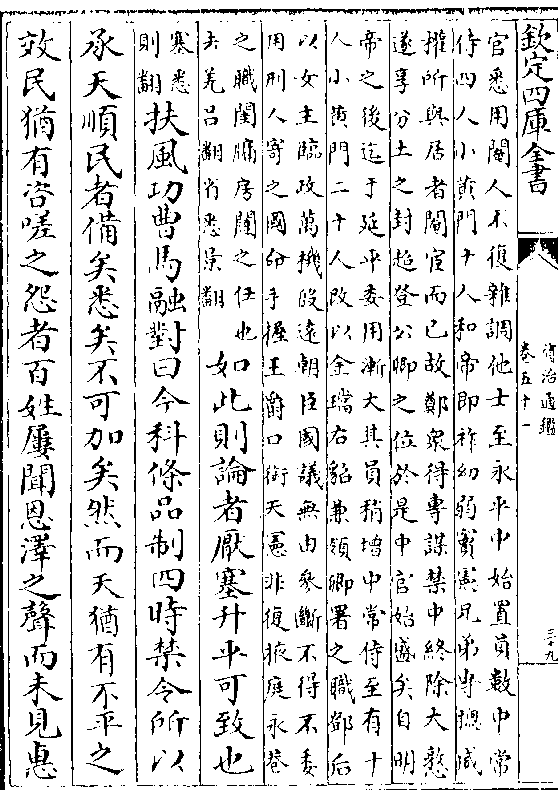 欽定四庫全書
資治通鑑
卷五十一
三十九
官悉用閹人不復雜調他士至永平中始置員數中常
侍四人小黄門十人和帝即祚幼弱竇憲兄弟専緫威
權所與居者閹宦而已故鄭衆得専謀禁中終除大憝
遂享分土之封超登公卿之位於是中官始盛矣自明
帝之後迄于延平委用漸大其員稍增中常侍至有十
人小黄門二十人改以金璫右貂兼領卿署之職鄧后
以女主臨政萬機殷遠朝臣國議無由參斷不得不委
用刑人寄之國命手握王爵口銜天憲非復掖庭永巷
之職閨牖房闥之任也
夫羌呂翻省悉景翻
如此則論者厭塞升平可致也
塞悉
則翻
扶風功曹馬融對曰今科條品制四時禁令所以
承天順民者備矣悉矣不可加矣然而天猶有不平之
效民猶有咨嗟之怨者百姓屢聞恩澤之聲而未見惠